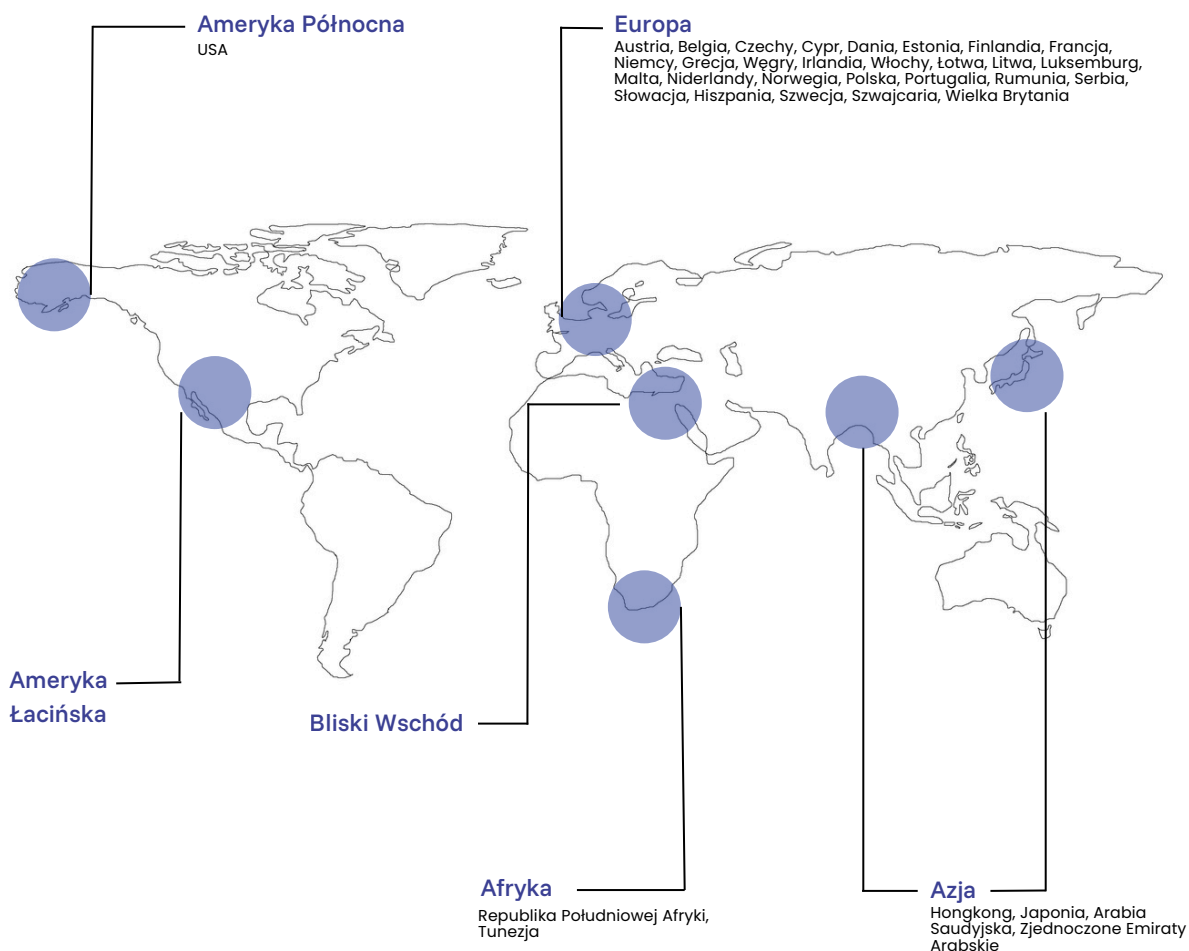 Ameryka Północna
USA
Europa
Austria, Belgia, Czechy, Cypr, Dania, Estonia, Finlandia, Francja,
Niemcy, Grecja, Węgry, Irlandia, Włochy, Łotwa, Litwa, Luksemburg,
Malta, Niderlandy, Norwegia, Polska, Portugalia, Rumunia, Serbia,
Słowacja, Hiszpania, Szwecja, Szwajcaria, Wielka Brytania
Ameryka
Łacińska
Bliski Wschód
Afryka
Republika Południowej Afryki,
Tunezja
Azja
Hongkong, Japonia, Arabia
Saudyjska, Zjednoczone Emiraty
Arabskie